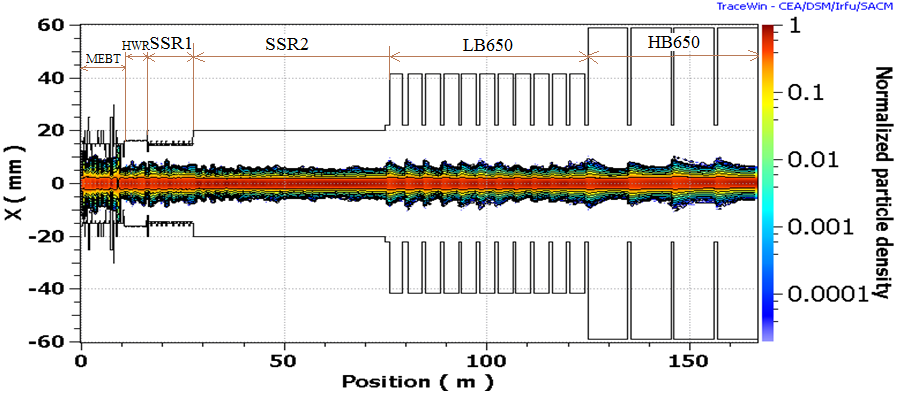 TraceWin - CEA/DSM/Irfu/SACM
60
40
20
0
-20
-40
-60
X ( mm )
MEBT HWR SSR1 SSR2 LB650 HB650
0 50 100 150
Position ( m )
1
0.1
0.01
0.001
0.0001
Normalized particle density